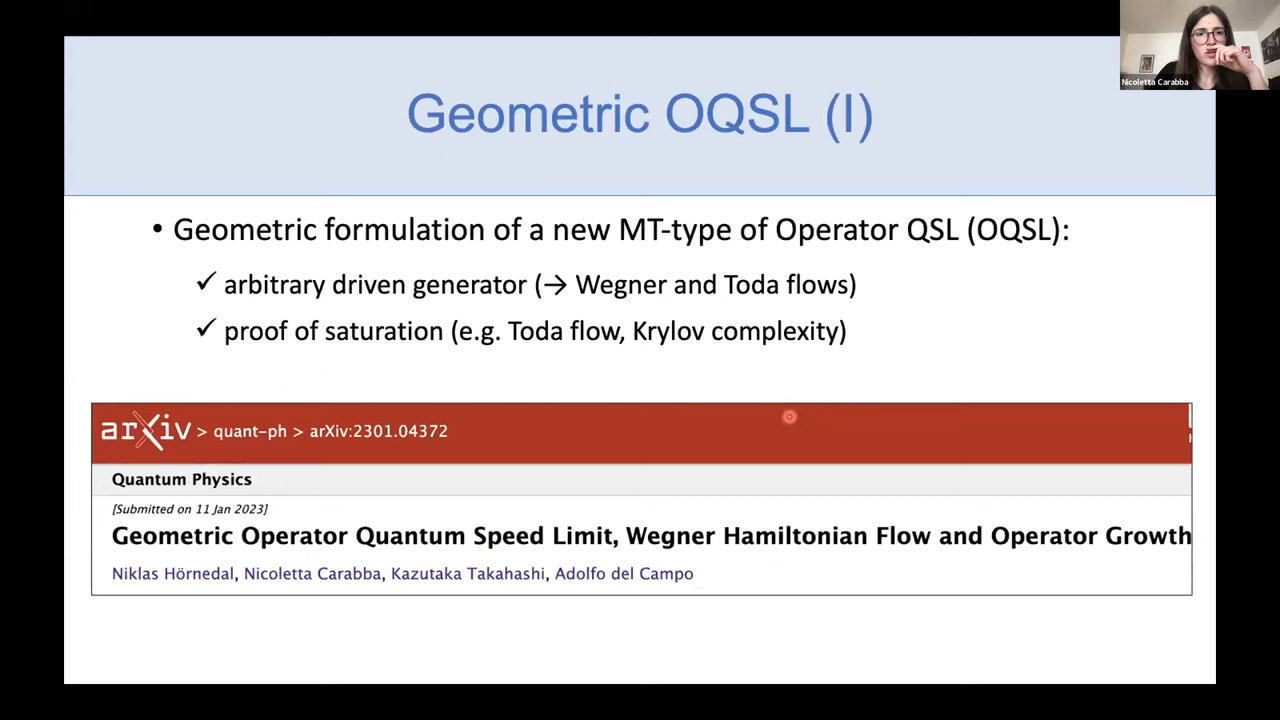 Nicoletta Carabba
Geometric OQSL (I)
• Geometric formulation of a new MT-type of Operator QSL (OQSL):
✓ arbitrary driven generator (→ Wegner and Toda flows)
✓ proof of saturation (e.g. Toda flow, Krylov complexity)
arXiv > quant-ph > arXiv:2301.04372
Quantum Physics
[Submitted on 11 Jan 2023]
Geometric Operator Quantum Speed Limit, Wegner Hamiltonian Flow and Operator Growth
Niklas Hörnedal, Nicoletta Carabba, Kazutaka Takahashi, Adolfo del Campo